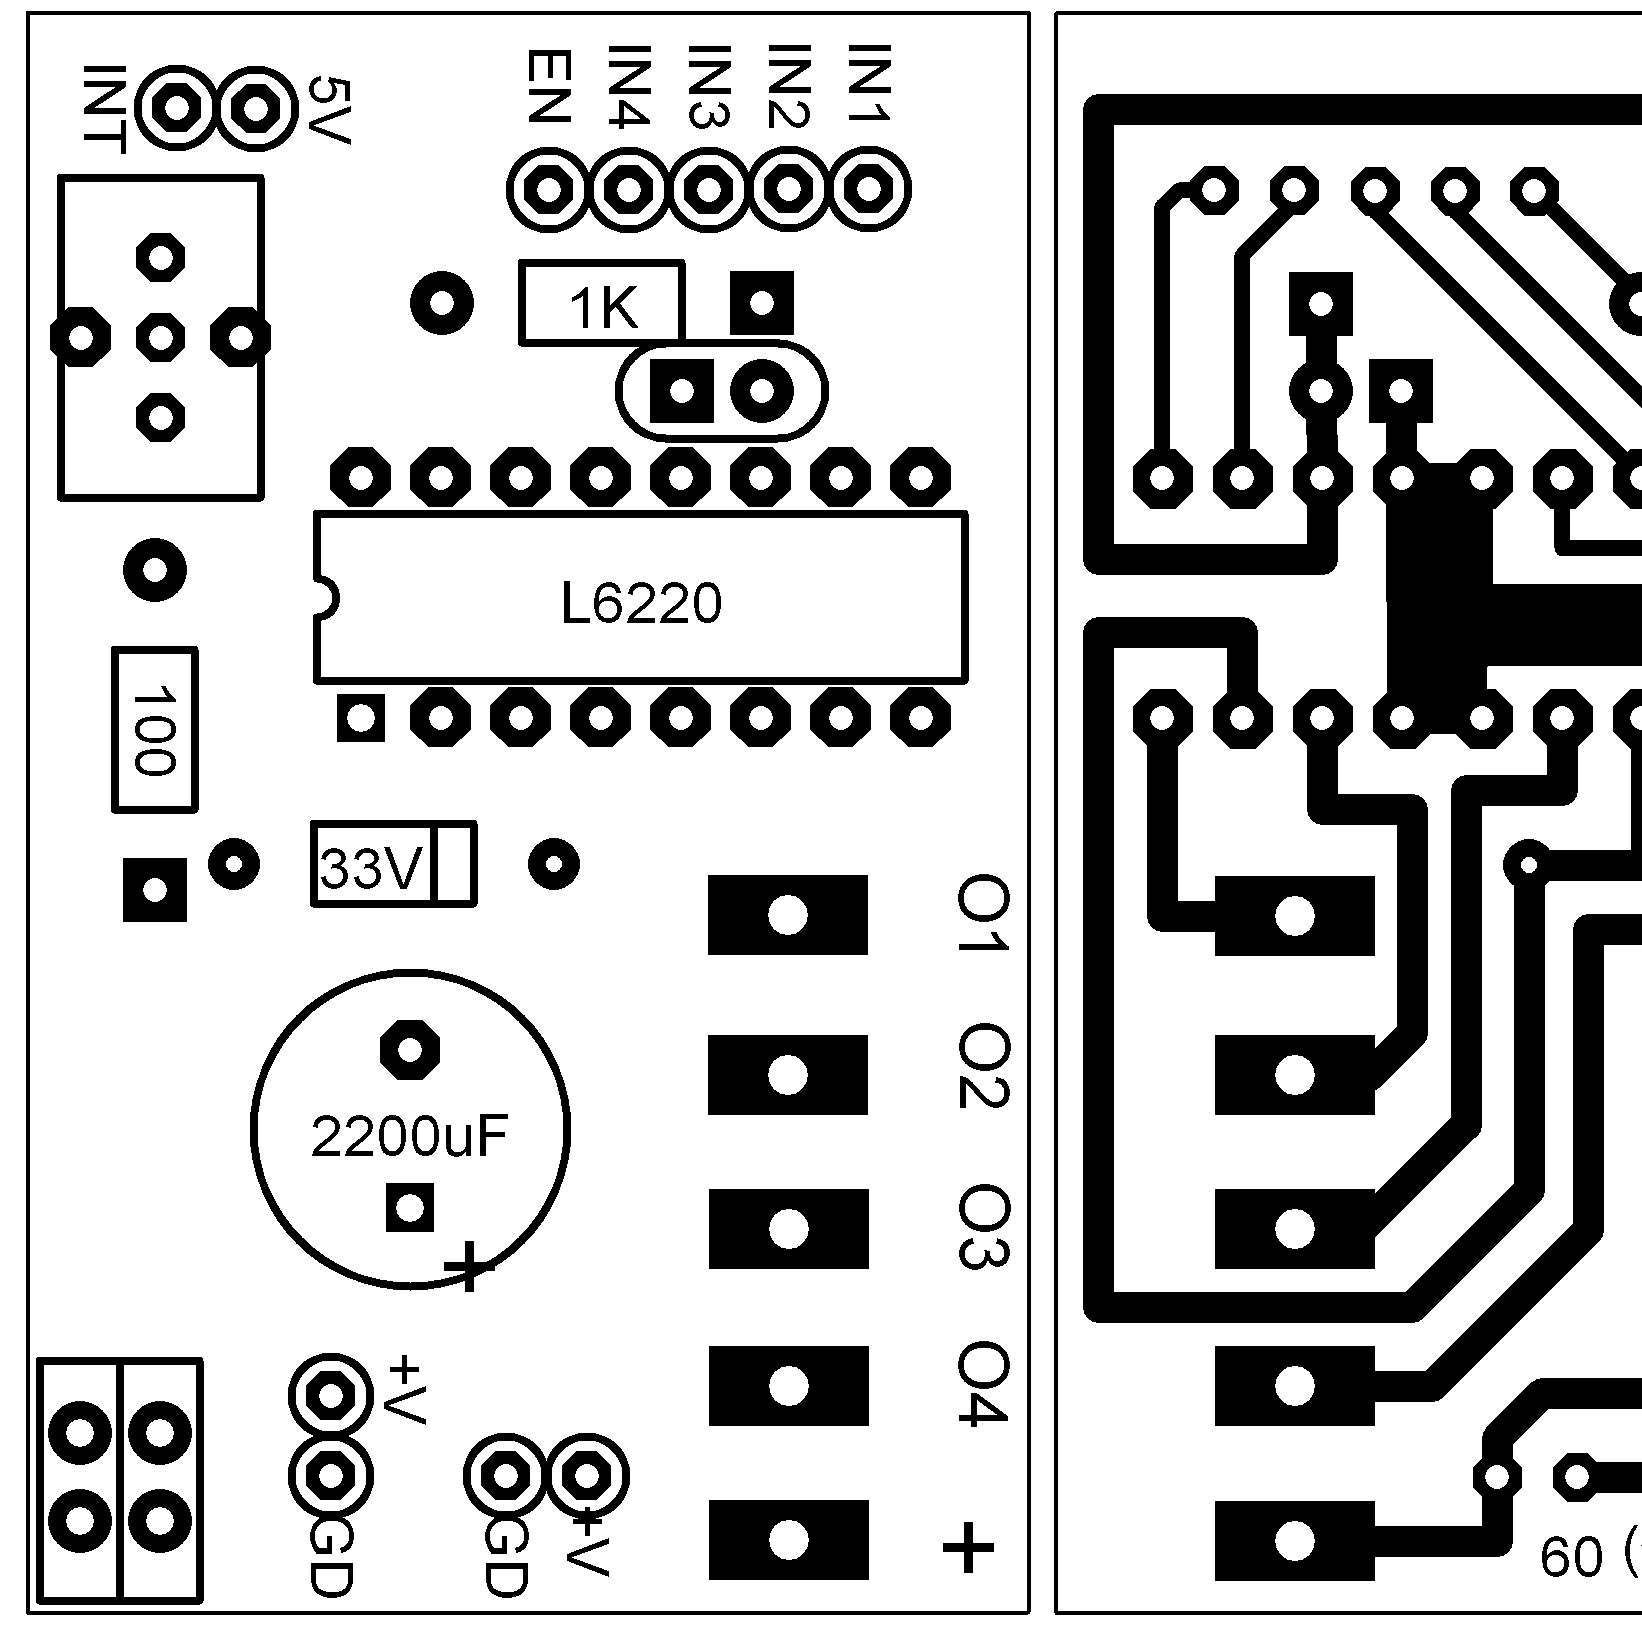 INT
5V
EN
IN4
IN3
IN2
IN1
1K
L6220
100
33V
O1
O2
2200uF
O3
+
O4
+V
GD
GD
+V
+
60 (